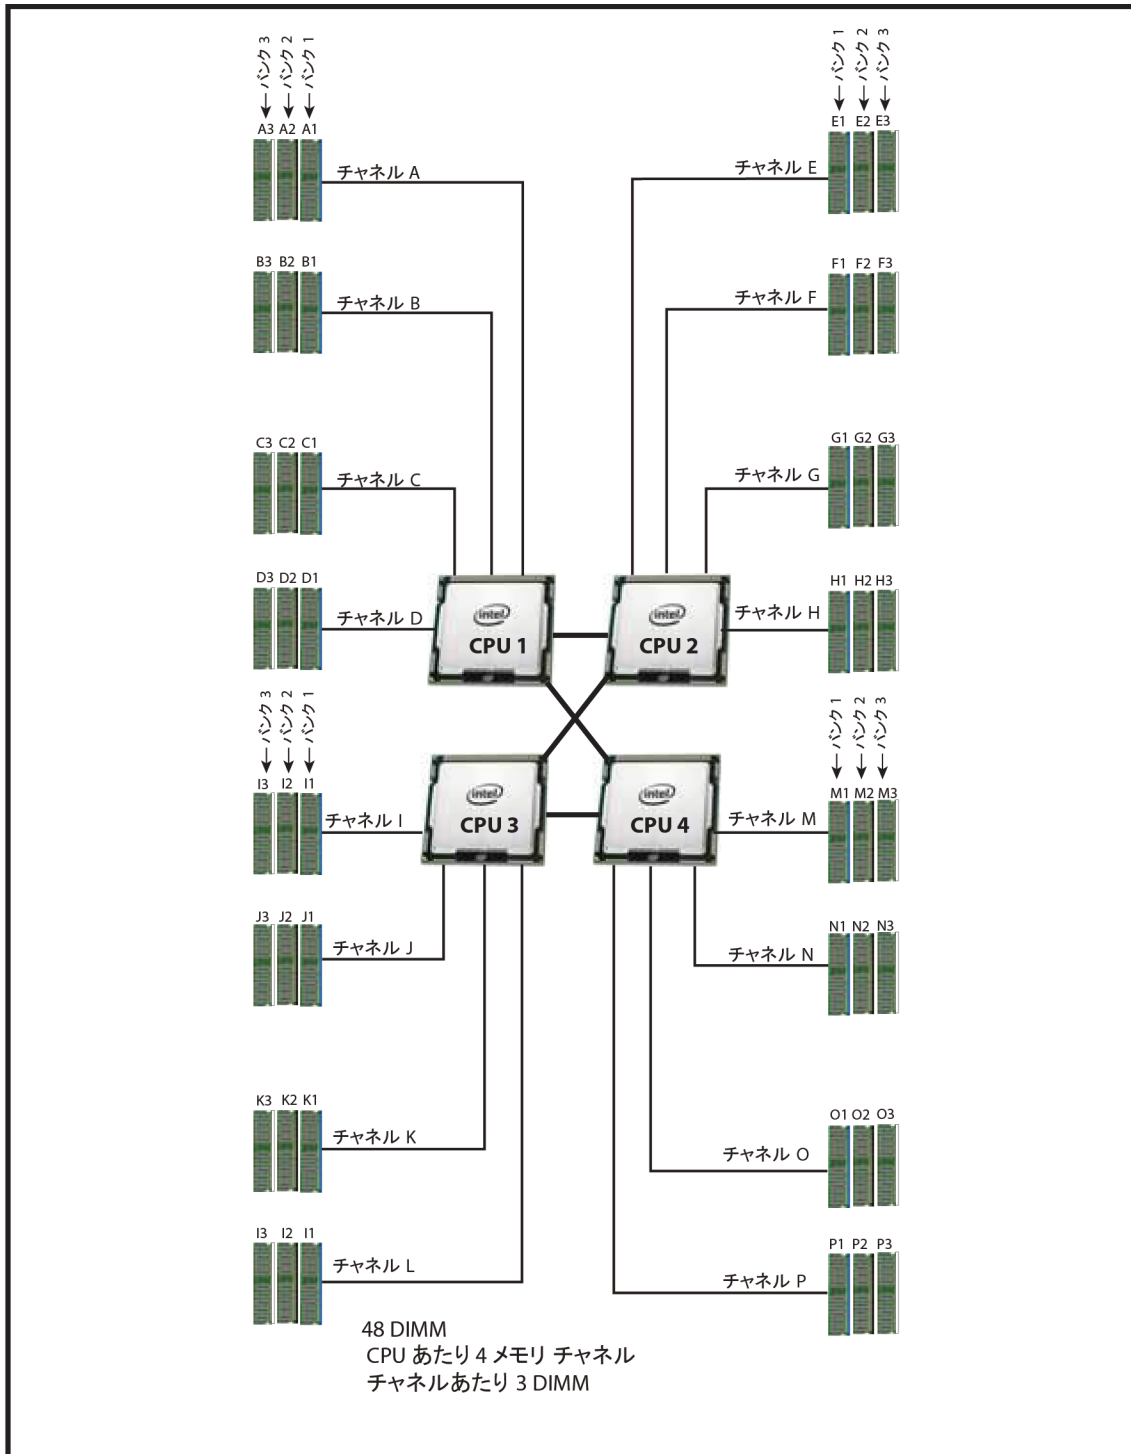 バンク 3 バンク 2 バンク 1
A3 A2 A1
チャネル A
B3 B2 B1
チャネル B
C3 C2 C1
チャネル C
D3 D2 D1
チャネル D
バンク 1 バンク 2 バンク 3
E1 E2 E3
チャネル E
F1 F2 F3
チャネル F
G1 G2 G3
チャネル G
H1 H2 H3
チャネル H
intel
CPU 1
intel
CPU 2
intel
CPU 3
intel
CPU 4
バンク 3 バンク 2 バンク 1
I3 I2 I1
チャネル I
J3 J2 J1
チャネル J
K3 K2 K1
チャネル K
I3 I2 I1
チャネル L
バンク 1 バンク 2 バンク 3
M1 M2 M3
チャネル M
N1 N2 N3
チャネル N
O1 O2 O3
チャネル O
P1 P2 P3
チャネル P
48 DIMM
CPU あたり 4 メモリ チャネル
チャネルあたり 3 DIMM